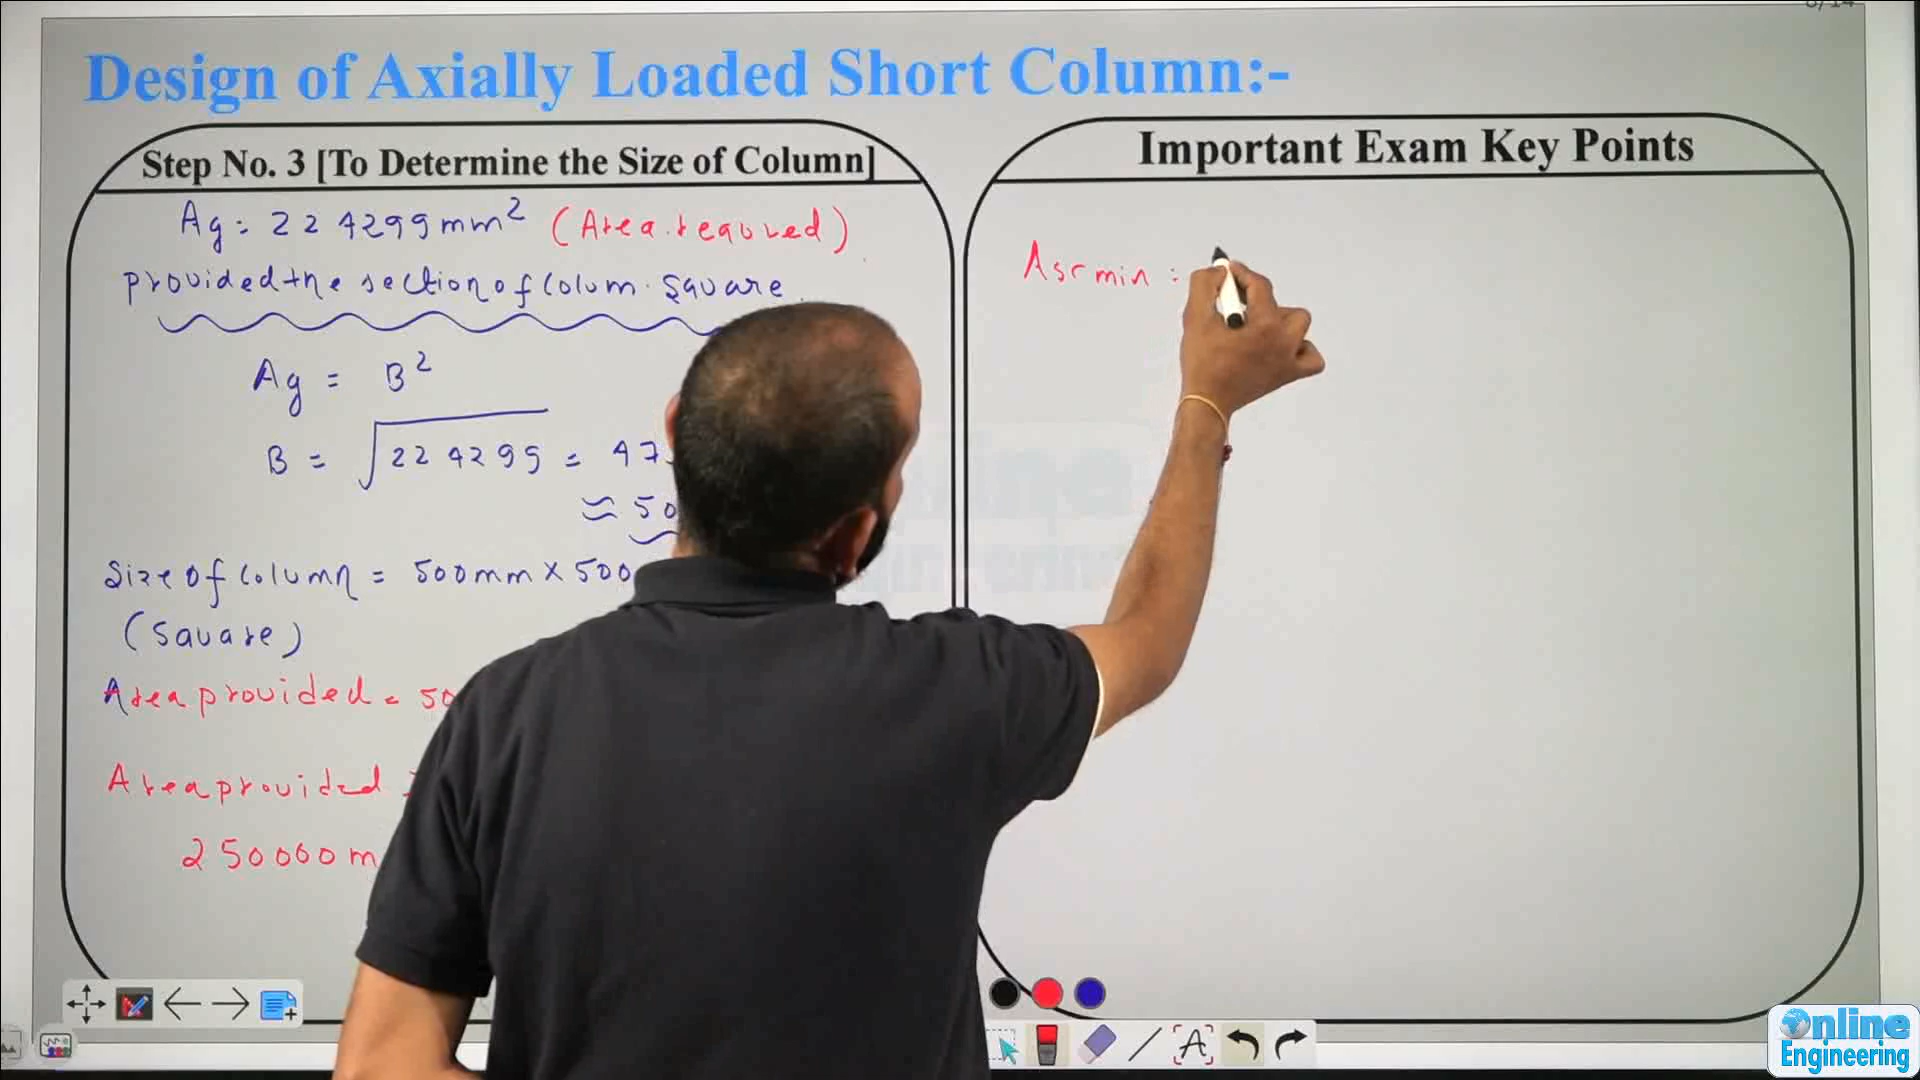 Design of Axially Loaded Short Column:-
Step No. 3 [To Determine the Size of Column]
Ag = 224299mm² (Area required)
provided the section of Colum. Square
Ag = B²
B = √224299 = 47
≈ 50
Size of Column = 500mm × 500
(Square)
Area provided = 50
Area provided =
250000 m
Important Exam Key Points
Asc min =
Online
Engineering